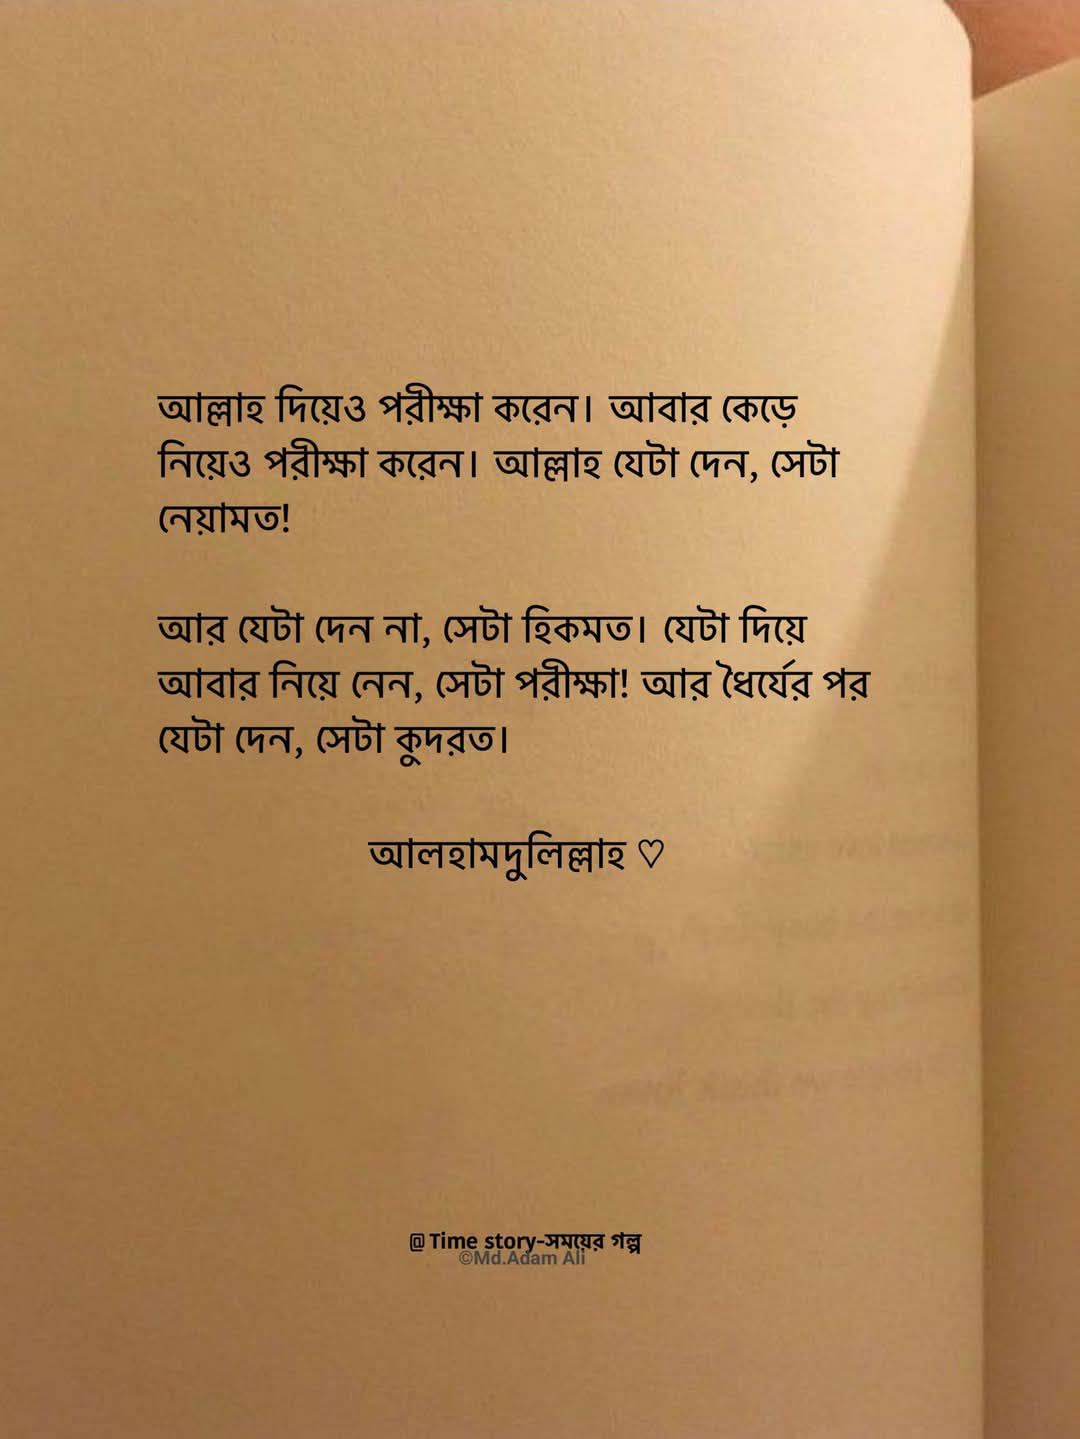 আল্লাহ দিয়েও পরীক্ষা করেন। আবার কেড়ে
নিয়েও পরীক্ষা করেন। আল্লাহ যেটা দেন, সেটা
নেয়ামত!
আর যেটা দেন না, সেটা হিকমত। যেটা দিয়ে
আবার নিয়ে নেন, সেটা পরীক্ষা! আর ধৈর্যের পর
যেটা দেন, সেটা কুদরত।
আলহামদুলিল্লাহ ♡
@Time story-সময়ের গল্প
©Md.Adam Ali